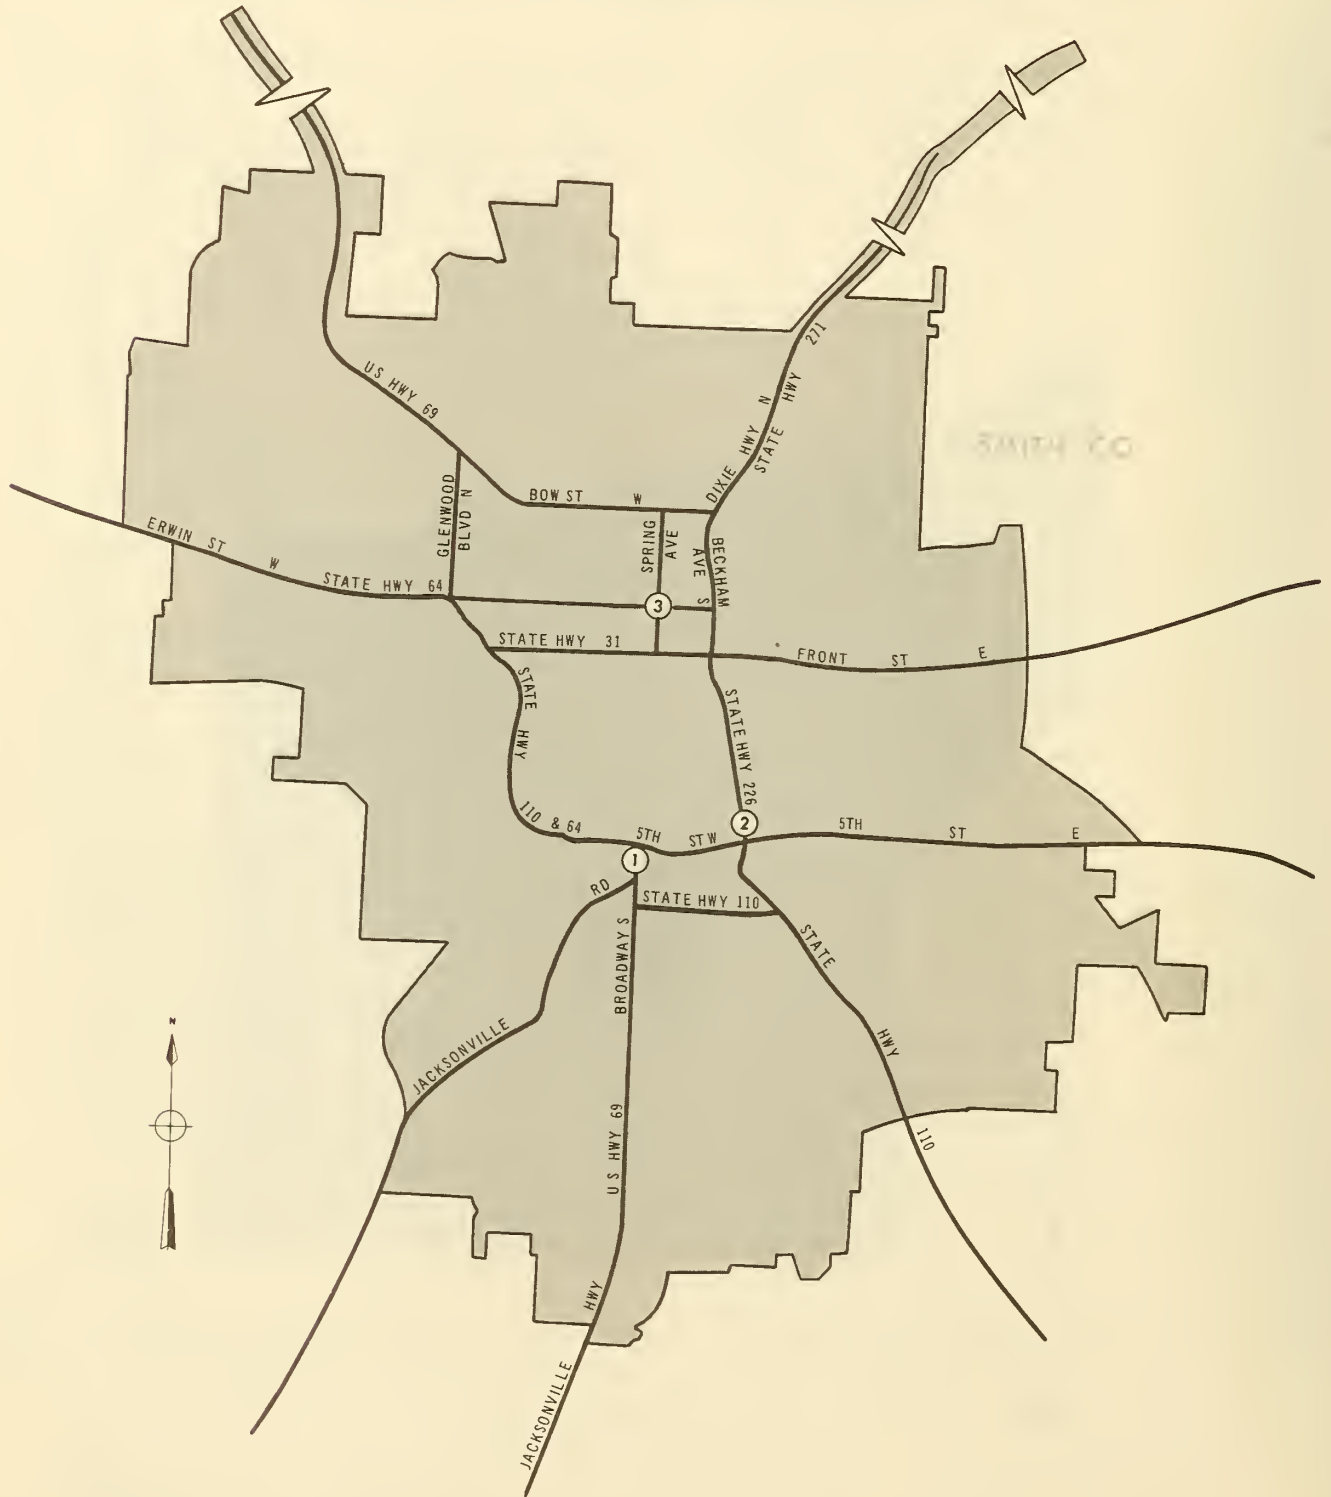 271
DIXIE HWY N
STATE HWY
US HWY 69
SMITH CO
GLENWOOD
BLVD N
BOW ST W
SPRING
AVE
BECKHAM
AVE S
ERWIN ST W
STATE HWY 64
3
STATE HWY 31
FRONT ST E
STATE HWY
110 & 64
STATE HWY 226
2
5TH ST W
5TH ST E
1
RD
JACKSONVILLE
STATE HWY 110
BROADWAY S
STATE HWY 110
N
US HWY 69
JACKSONVILLE HWY